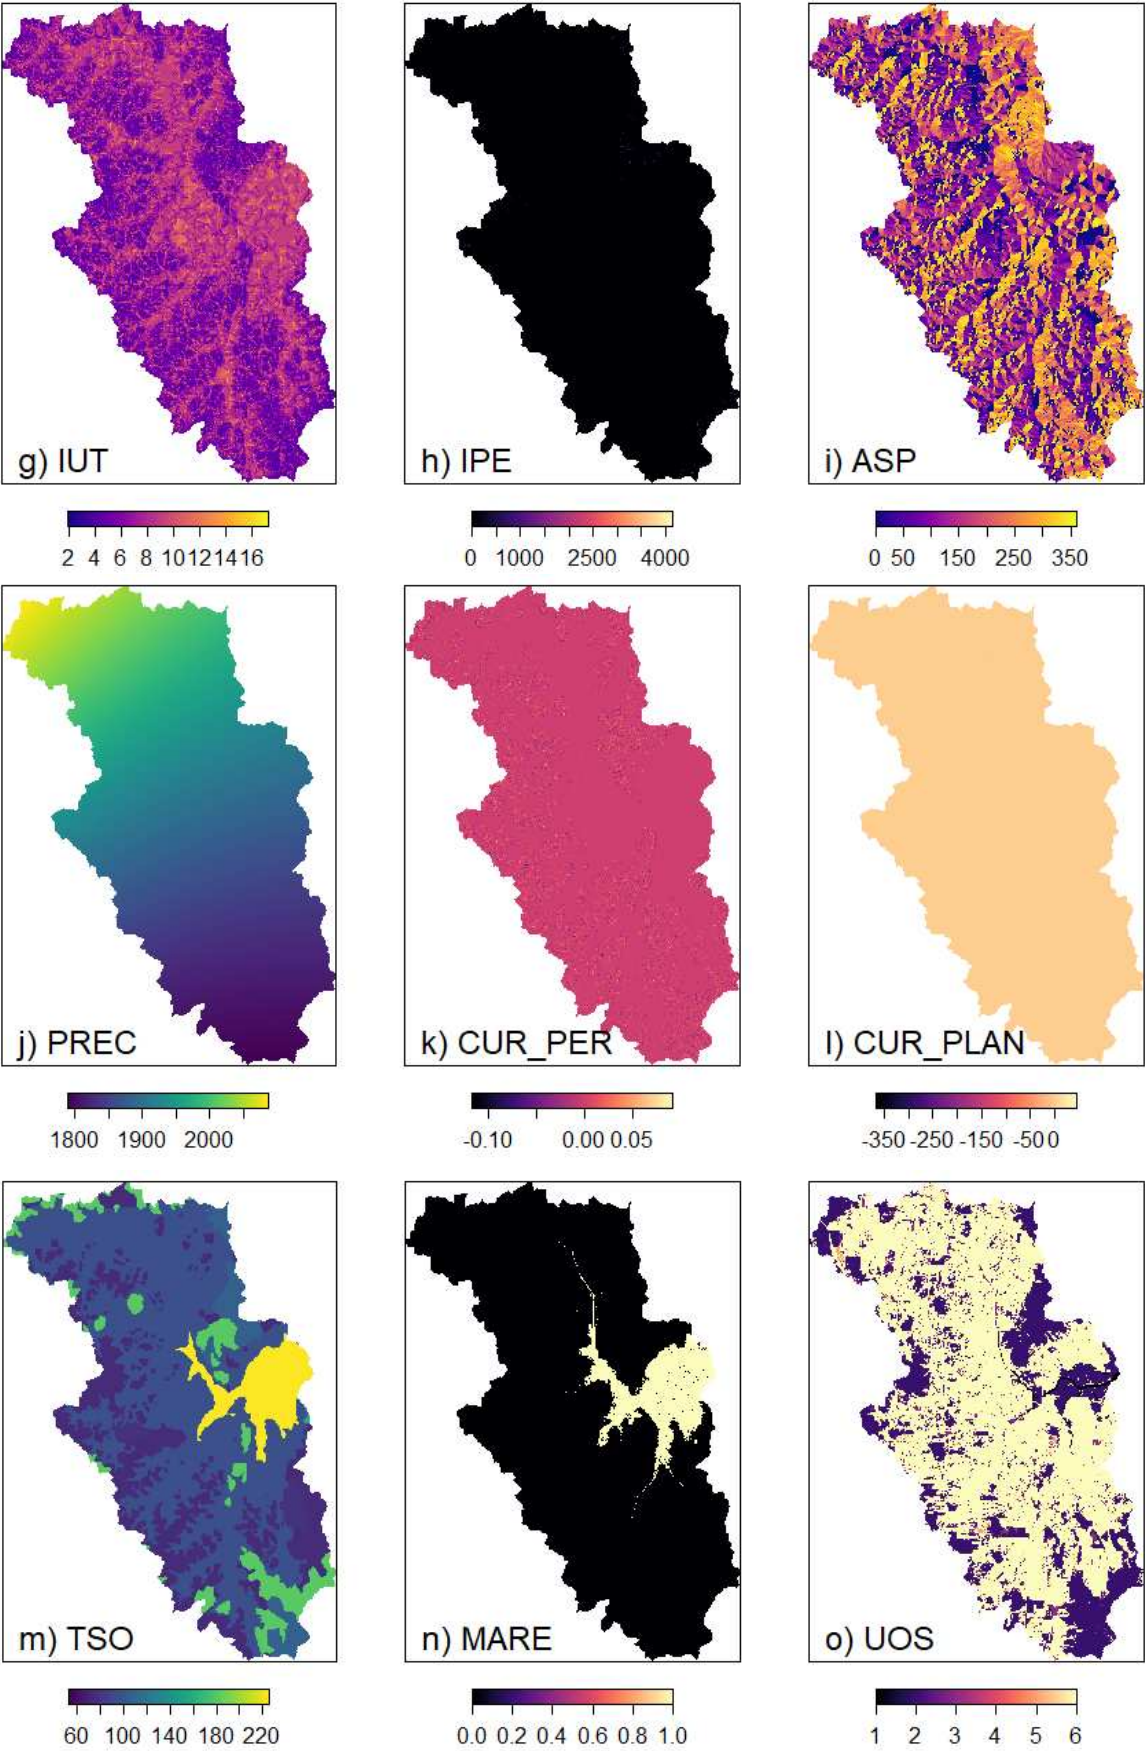 g) IUT
h) IPE
i) ASP
2 4 6 8 10 12 14 16
0 1000 2500 4000
0 50 150 250 350
j) PREC
k) CUR_PER
l) CUR_PLAN
1800 1900 2000
-0.10 0.00 0.05
-350 -250 -150 -50 0
m) TSO
n) MARE
o) UOS
60 100 140 180 220
0.0 0.2 0.4 0.6 0.8 1.0
1 2 3 4 5 6